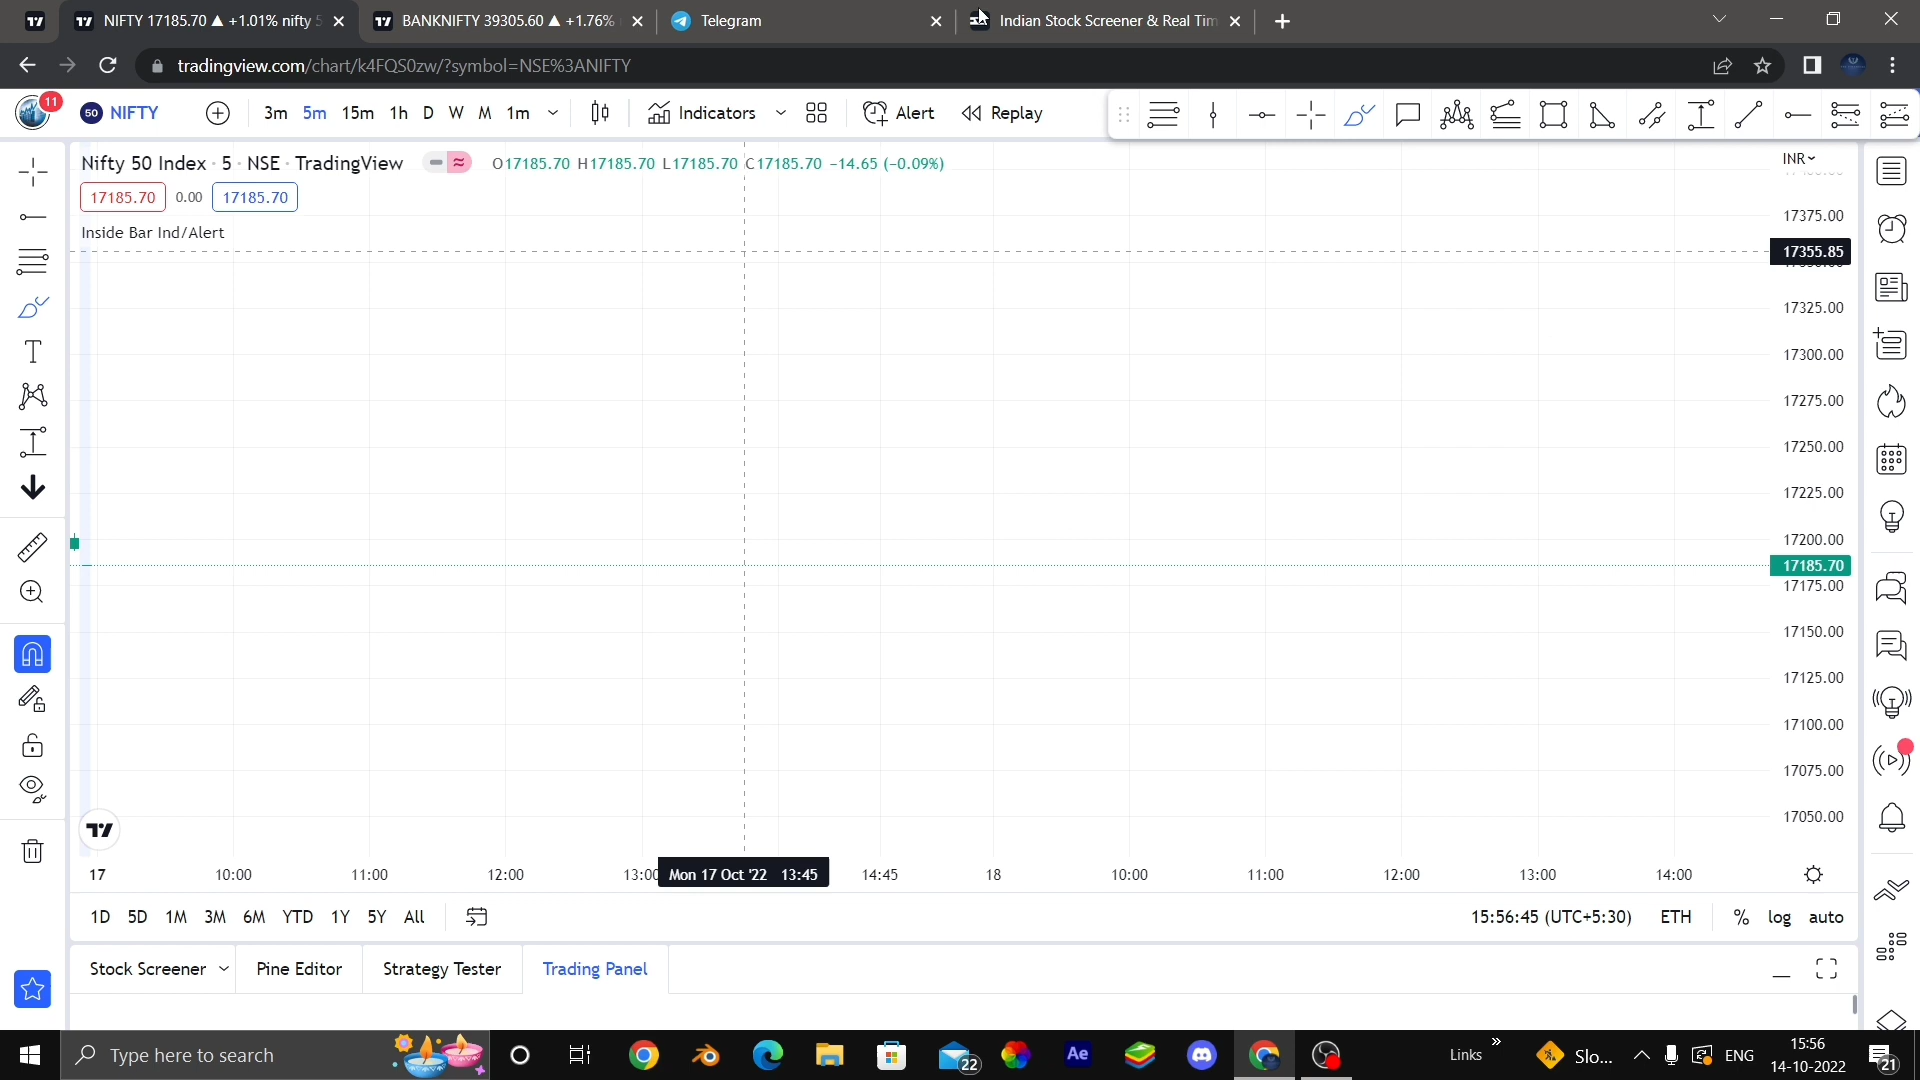 NIFTY 17185.70 ▲ +1.01% nifty 5
BANKNIFTY 39305.60 ▲ +1.76%
Telegram
Indian Stock Screener & Real Tim
tradingview.com/chart/k4FQS0zw/?symbol=NSE%3ANIFTY
11
50 NIFTY 3m 5m 15m 1h D W M 1m Indicators Alert Replay
Nifty 50 Index · 5 · NSE · TradingView O17185.70 H17185.70 L17185.70 C17185.70 −14.65 (−0.09%)
17185.70 0.00 17185.70
Inside Bar Ind/Alert
INR
17375.00
17355.85
17325.00
17300.00
17275.00
17250.00
17225.00
17200.00
17185.70
17175.00
17150.00
17125.00
17100.00
17075.00
17050.00
17 10:00 11:00 12:00 13:00 Mon 17 Oct '22 13:45 14:45 18 10:00 11:00 12:00 13:00 14:00
1D 5D 1M 3M 6M YTD 1Y 5Y All 15:56:45 (UTC+5:30) ETH % log auto
Stock Screener Pine Editor Strategy Tester Trading Panel
Type here to search 22 Ae Links » Slo... ENG 15:56
14-10-2022 21